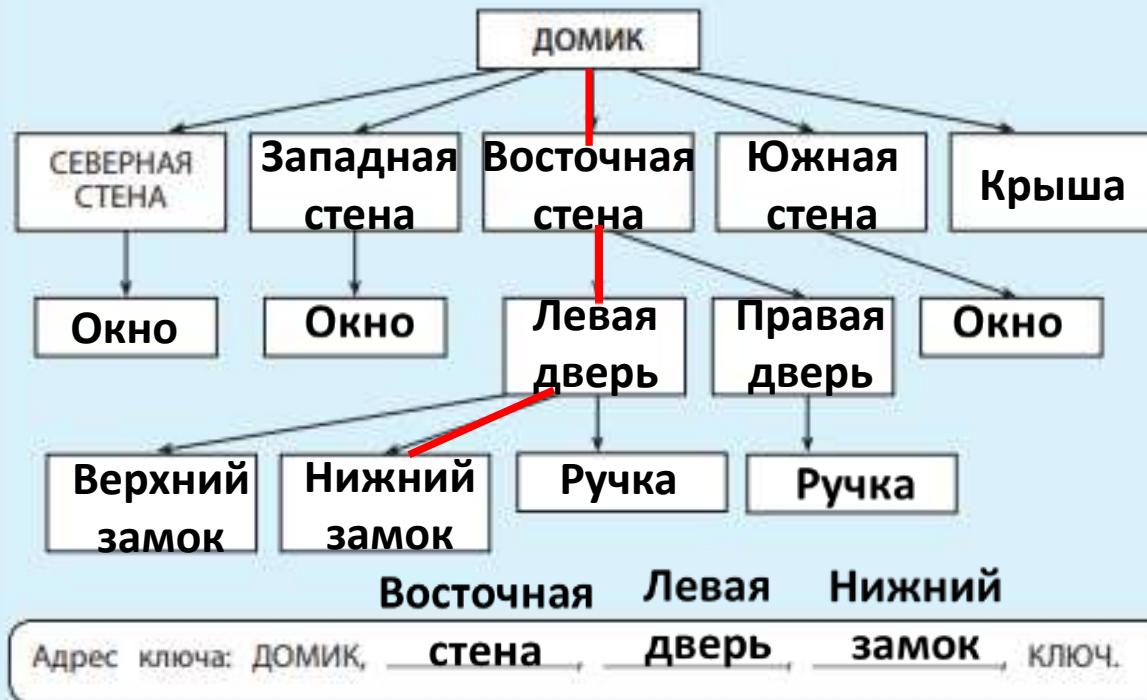 ДОМИК
СЕВЕРНАЯ
СТЕНА
Западная
стена
Восточная
стена
Южная
стена
Крыша
Окно
Окно
Левая
дверь
Правая
дверь
Окно
Верхний
замок
Нижний
замок
Ручка
Ручка
Восточная Левая Нижний
Адрес ключа: ДОМИК, стена, дверь, замок, КЛЮЧ.